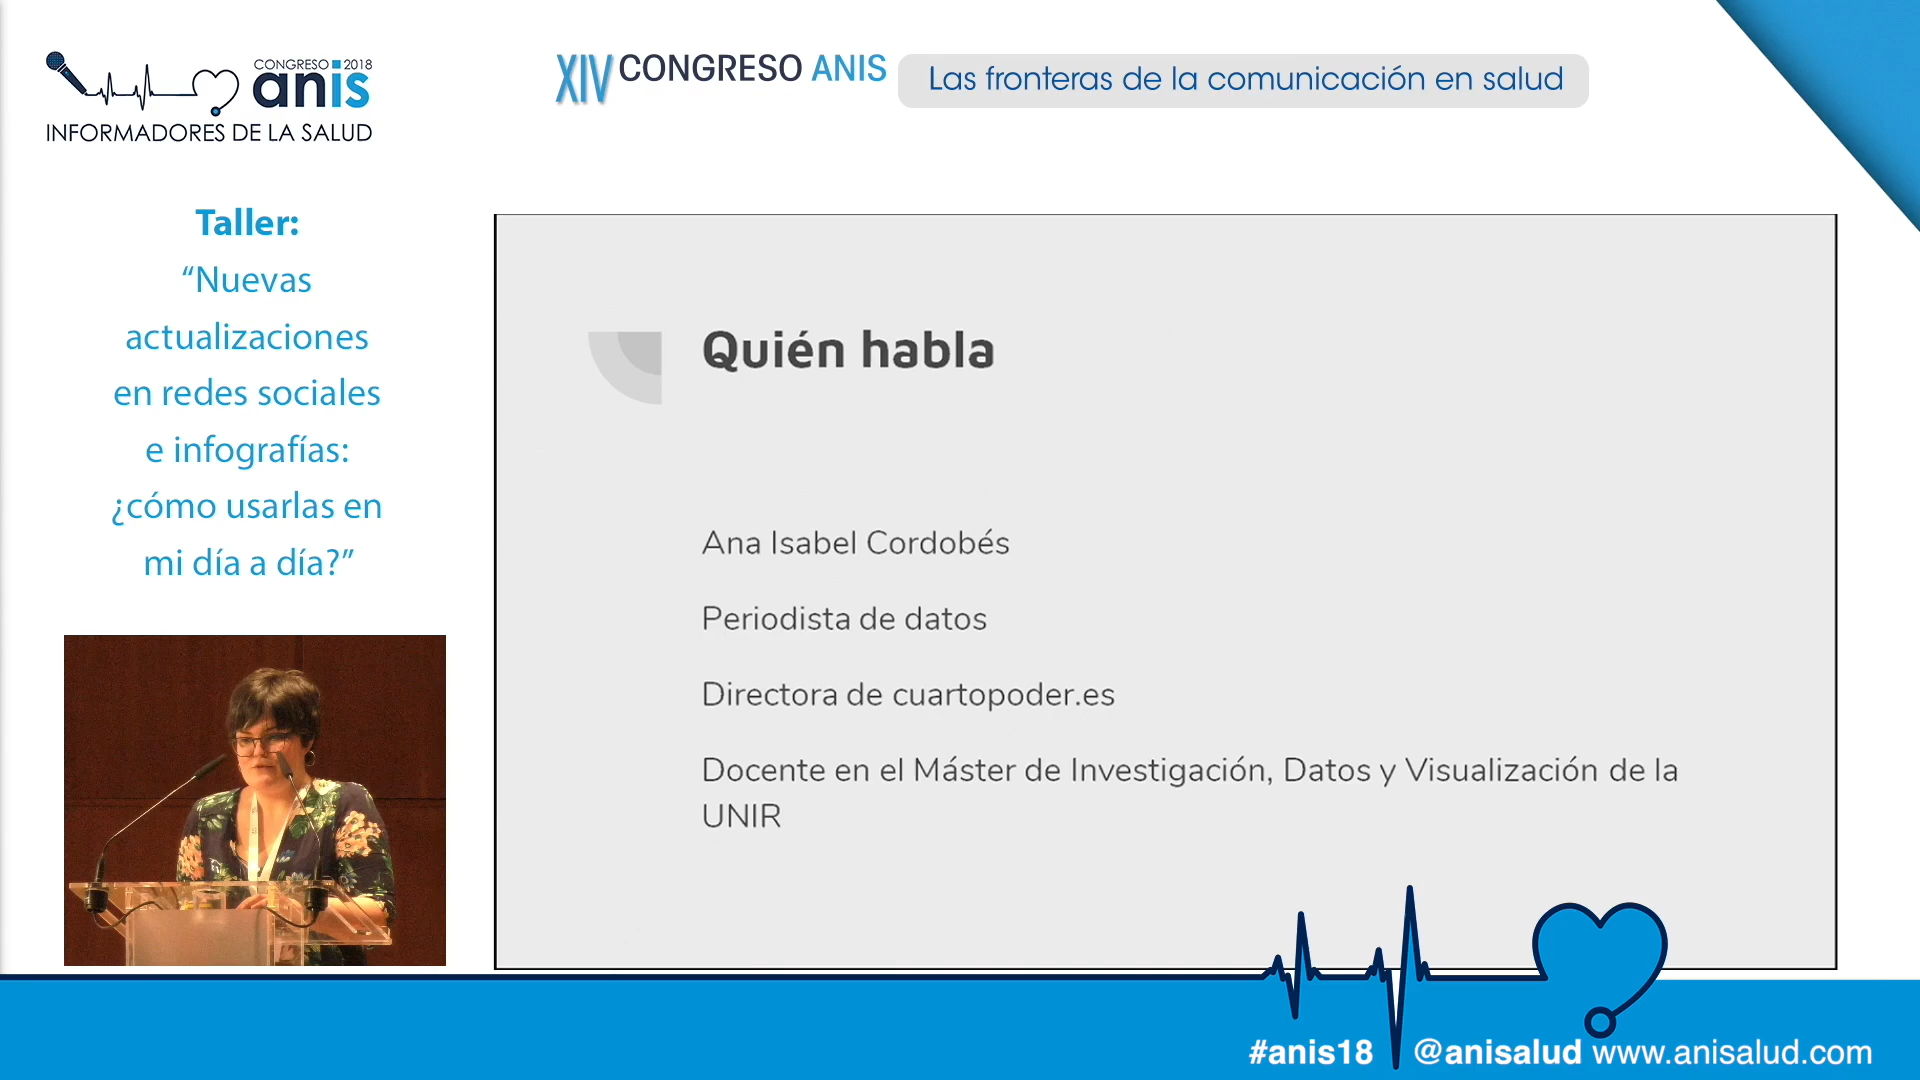 CONGRESO 2018
anis
INFORMADORES DE LA SALUD
XIV CONGRESO ANIS
Las fronteras de la comunicación en salud
Taller:
“Nuevas
actualizaciones
en redes sociales
e infografías:
¿cómo usarlas en
mi día a día?”
Quién habla
Ana Isabel Cordobés
Periodista de datos
Directora de cuartopoder.es
Docente en el Máster de Investigación, Datos y Visualización de la
UNIR
#anis18 @anisalud www.anisalud.com